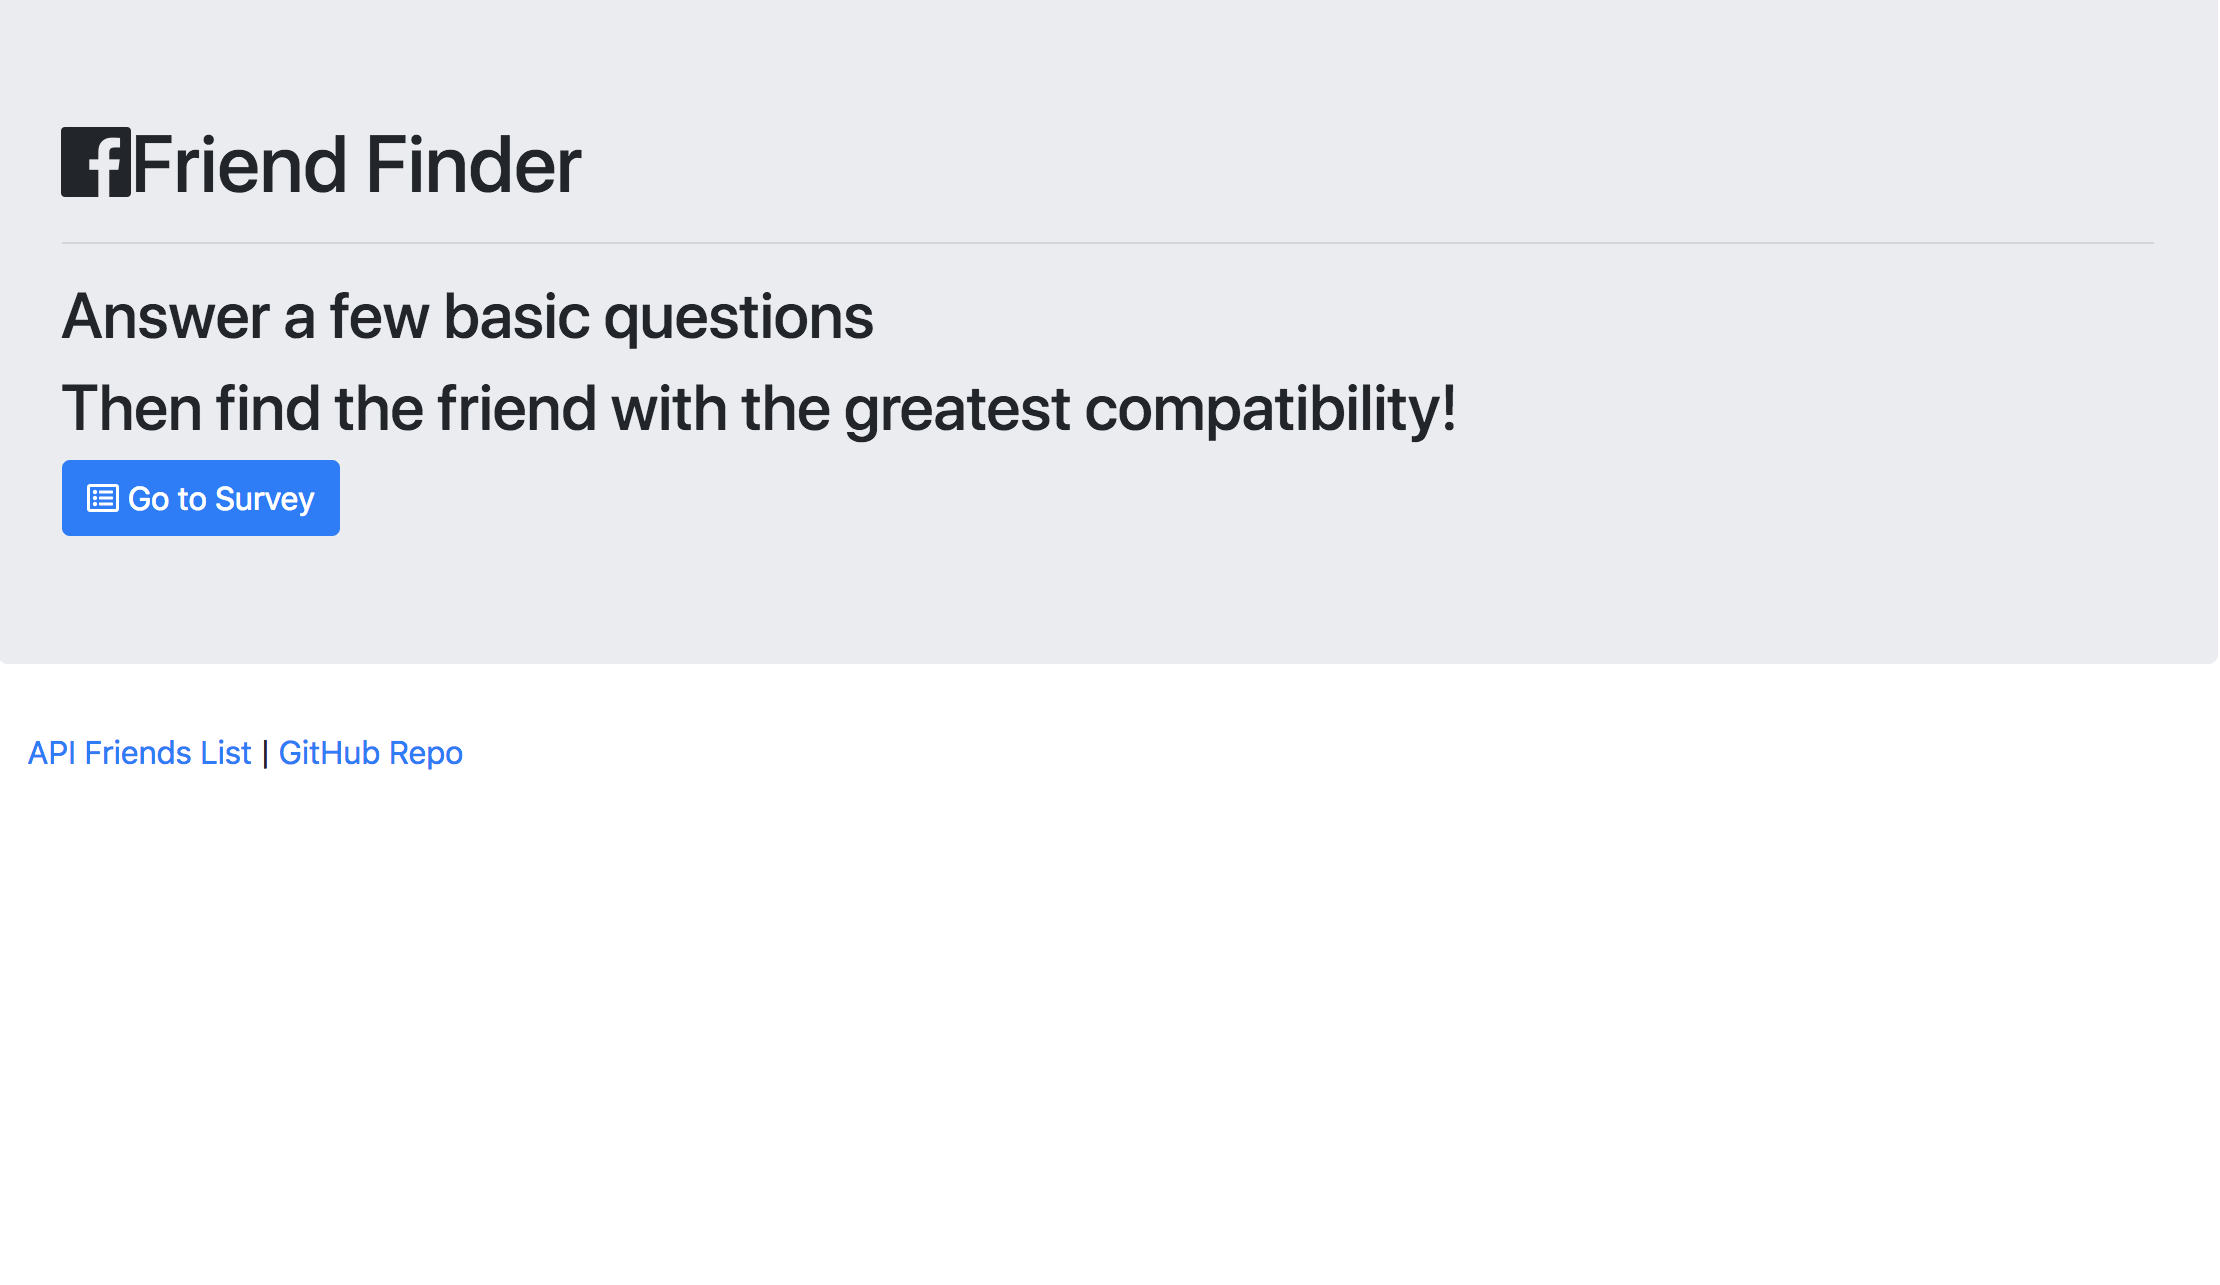 Friend Finder
Answer a few basic questions
Then find the friend with the greatest compatibility!
Go to Survey
API Friends List | GitHub Repo